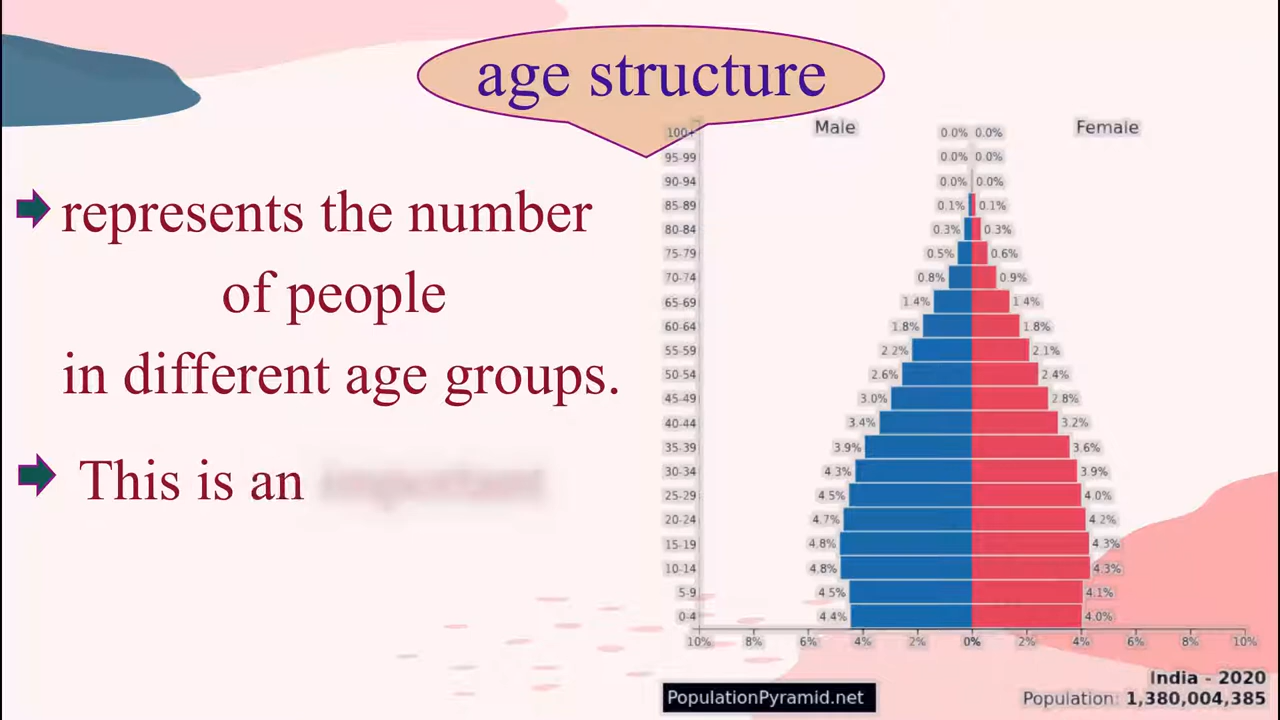 age structure
represents the number
of people
in different age groups.
This is an
Male Female
100+ 0.0% 0.0%
95-99 0.0% 0.0%
90-94 0.0% 0.0%
85-89 0.1% 0.1%
80-84 0.3% 0.3%
75-79 0.5% 0.6%
70-74 0.8% 0.9%
65-69 1.4% 1.4%
60-64 1.8% 1.8%
55-59 2.2% 2.1%
50-54 2.6% 2.4%
45-49 3.0% 2.8%
40-44 3.4% 3.2%
35-39 3.9% 3.6%
30-34 4.3% 3.9%
25-29 4.5% 4.0%
20-24 4.7% 4.2%
15-19 4.8% 4.3%
10-14 4.8% 4.3%
5-9 4.5% 4.1%
0-4 4.4% 4.0%
10% 8% 6% 4% 2% 0% 2% 4% 6% 8% 10%
India - 2020
PopulationPyramid.net Population: 1,380,004,385